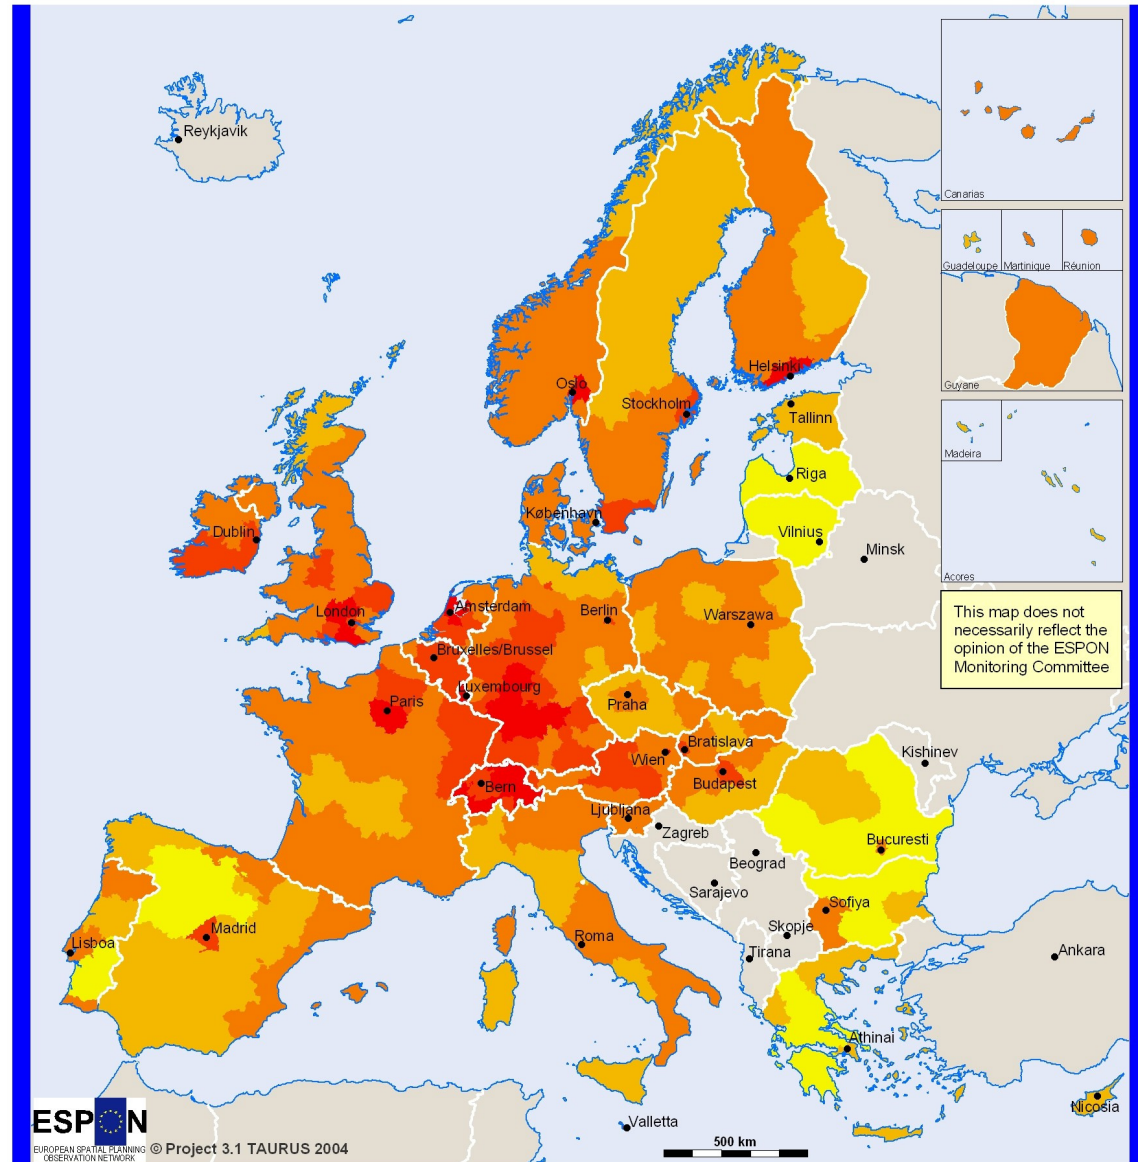 Reykjavik
Canarias
Guadeloupe
Martinique
Réunion
Guyane
Oslo
Helsinki
Stockholm
Tallinn
Madeira
Riga
København
Dublin
Vilnius
Minsk
Acores
London
Amsterdam
Berlin
Warszawa
This map does not
necessarily reflect the
opinion of the ESPON
Monitoring Committee
Bruxelles/Brussel
Luxembourg
Paris
Praha
Kishinev
Bratislava
Wien
Bern
Budapest
Ljubljana
Zagreb
Bucuresti
Beograd
Sarajevo
Sofiya
Madrid
Skopje
Lisboa
Roma
Tirana
Ankara
Athinai
Nicosia
ESPON
EUROPEAN SPATIAL PLANNING
OBSERVATION NETWORK
© Project 3.1 TAURUS 2004
Valletta
500 km